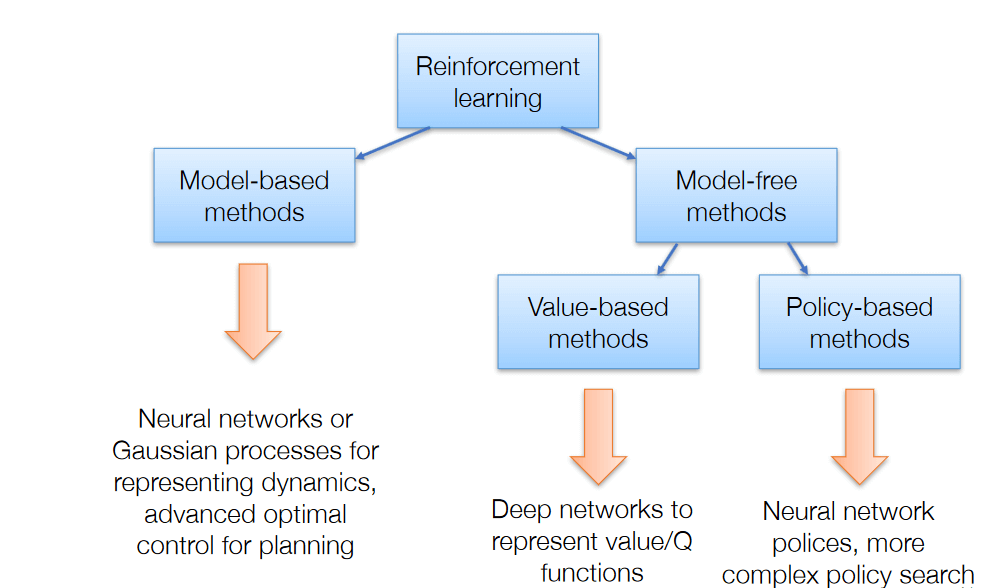 Reinforcement
learning
Model-based
methods
Model-free
methods
Value-based
methods
Policy-based
methods
Neural networks or
Gaussian processes for
representing dynamics,
advanced optimal
control for planning
Deep networks to
represent value/Q
functions
Neural network
polices, more
complex policy search